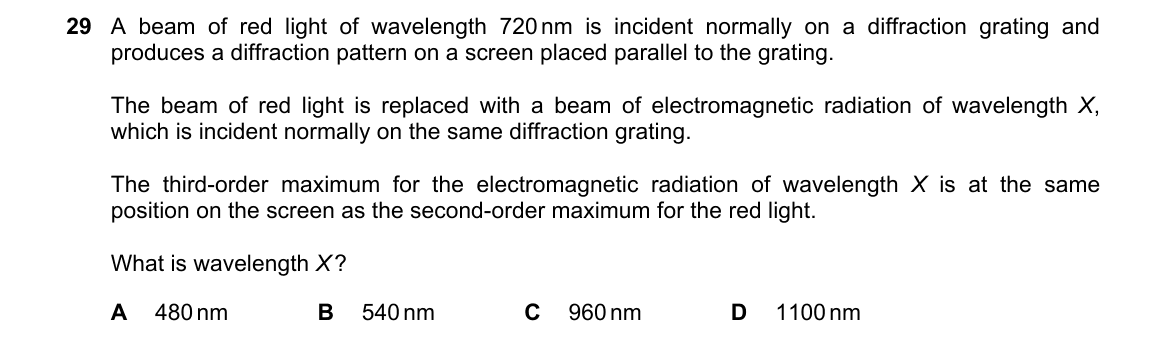 29 A beam of red light of wavelength 720 nm is incident normally on a diffraction grating and
produces a diffraction pattern on a screen placed parallel to the grating.
The beam of red light is replaced with a beam of electromagnetic radiation of wavelength X,
which is incident normally on the same diffraction grating.
The third-order maximum for the electromagnetic radiation of wavelength X is at the same
position on the screen as the second-order maximum for the red light.
What is wavelength X?
A 480 nm B 540 nm C 960 nm D 1100 nm